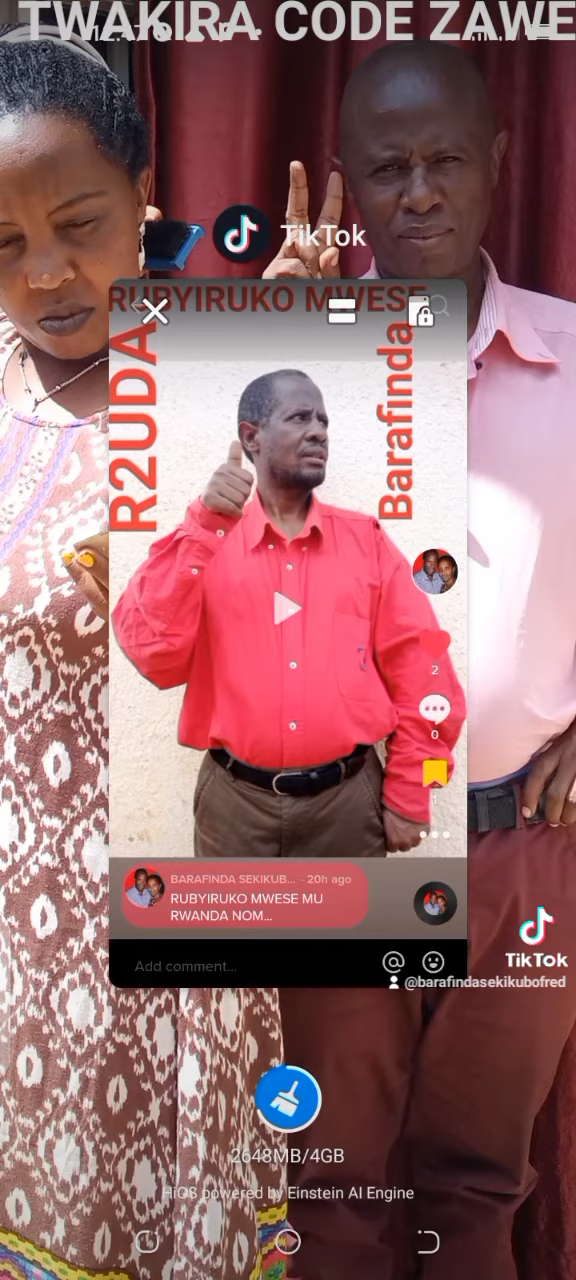 TWAKIRA CODE ZAWE
TikTok
RUBYIRUKO MWESE
R2UDA
Barafinda
2
0
1
BARAFINDA SEKIKUB... · 20h ago
RUBYIRUKO MWESE MU
RWANDA NOM...
Add comment...
TikTok
@barafindasekikubofred
2648MB/4GB
HiOS powered by Einstein AI Engine